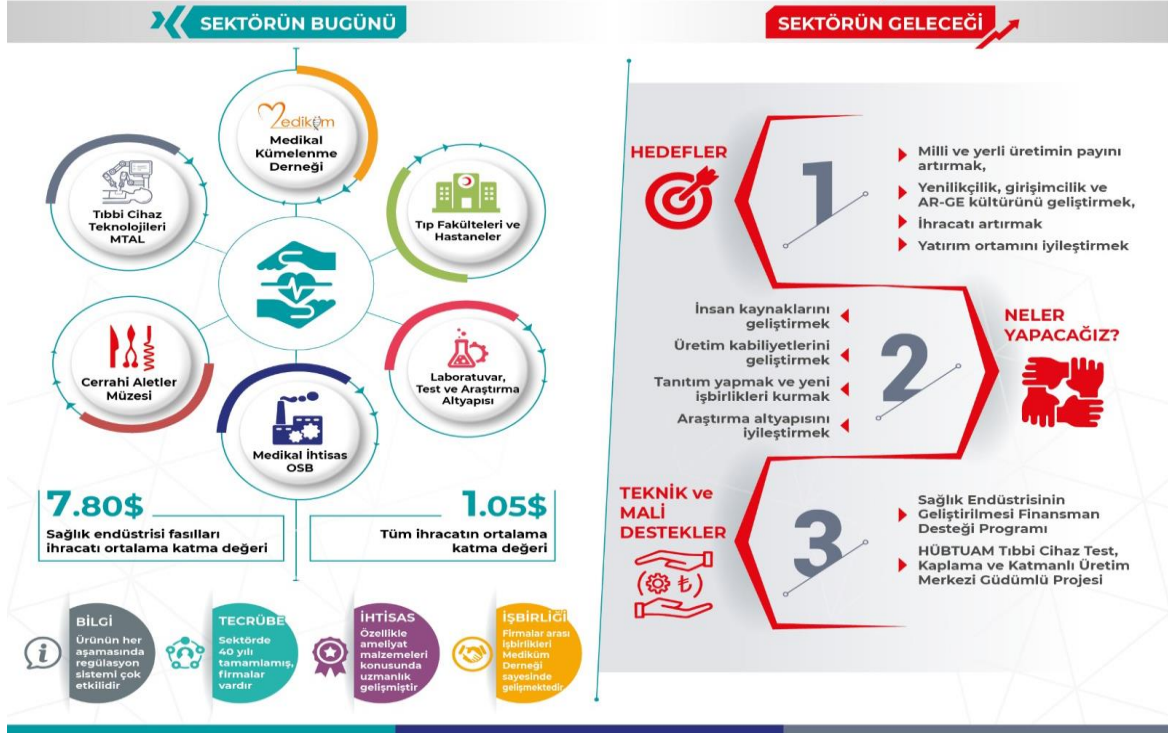 SEKTÖRÜN BUGÜNÜ
Mediküm
Medikal
Kümelenme
Derneği
Tıbbi Cihaz
Teknolojileri
MTAL
Tıp Fakülteleri ve
Hastaneler
Cerrahi Aletler
Müzesi
Laboratuvar,
Test ve Araştırma
Altyapısı
Medikal İhtisas
OSB
7.80$
Sağlık endüstrisi fasılları
ihracatı ortalama katma değeri
1.05$
Tüm ihracatın ortalama
katma değeri
BİLGİ
Ürünün her
aşamasında
regülasyon
sistemi çok
etkilidir
TECRÜBE
Sektörde
40 yılı
tamamlamış,
firmalar
vardır
İHTİSAS
Özellikle
ameliyat
malzemeleri
konusunda
uzmanlık
gelişmiştir
İŞBİRLİĞİ
Firmalar arası
işbirlikleri
Mediküm
Derneği
sayesinde
gelişmektedir
SEKTÖRÜN GELECEĞİ
HEDEFLER
1
Milli ve yerli üretimin payını
artırmak,
Yenilikçilik, girişimcilik ve
AR-GE kültürünü geliştirmek,
İhracatı artırmak
Yatırım ortamını iyileştirmek
NELER
YAPACAĞIZ?
2
İnsan kaynaklarını
geliştirmek
Üretim kabiliyetlerini
geliştirmek
Tanıtım yapmak ve yeni
işbirlikleri kurmak
Araştırma altyapısını
iyileştirmek
TEKNİK ve
MALİ
DESTEKLER
3
Sağlık Endüstrisinin
Geliştirilmesi Finansman
Desteği Programı
HÜBTUAM Tıbbi Cihaz Test,
Kaplama ve Katmanlı Üretim
Merkezi Güdümlü Projesi